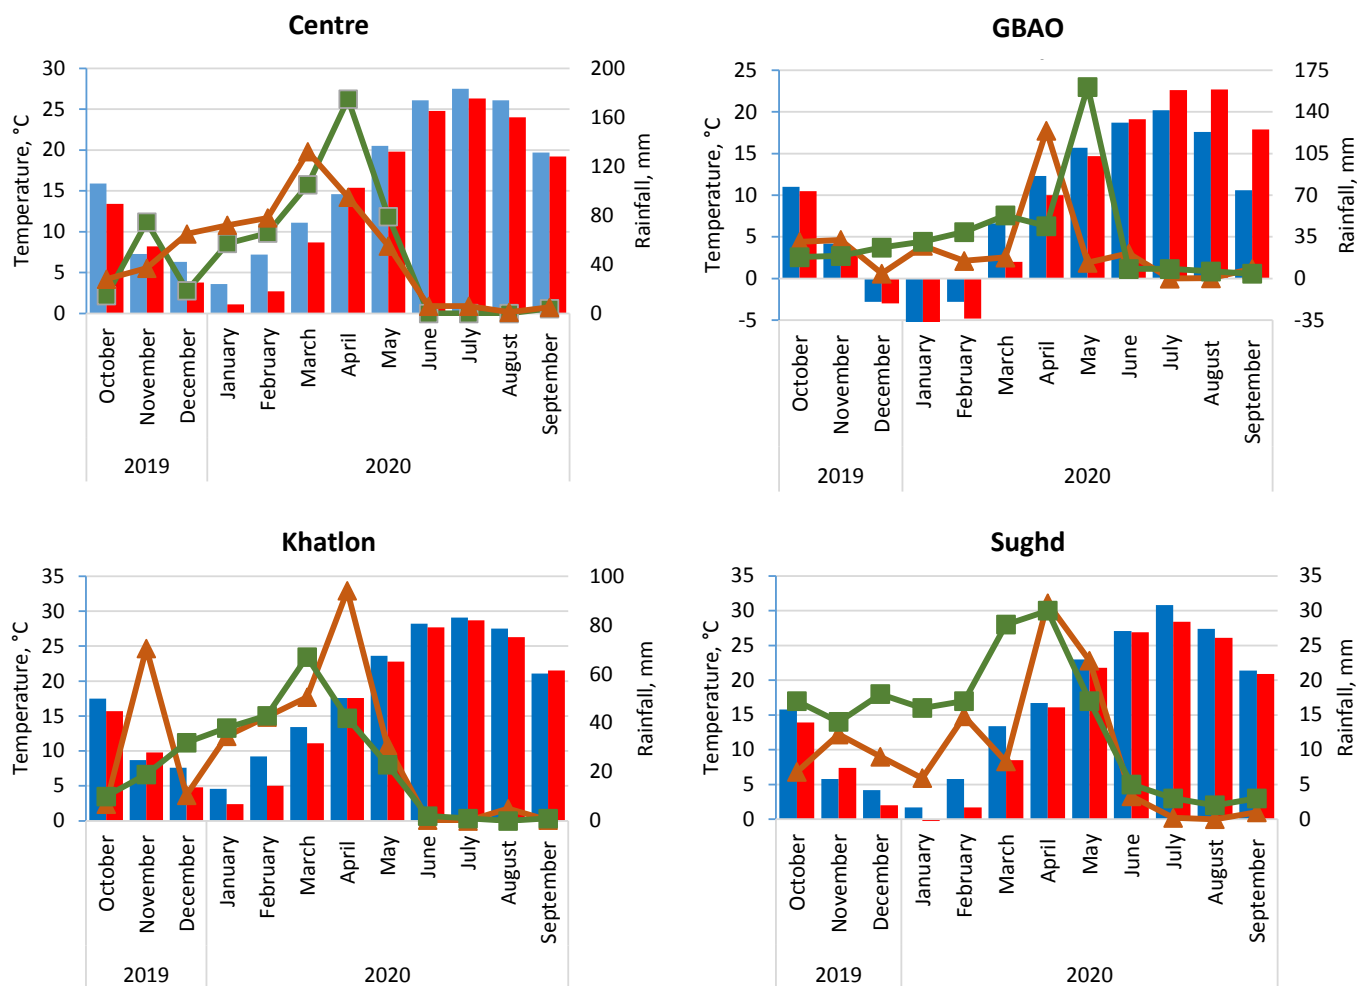 Centre
30
25
20
15
10
5
0
Temperature, °C
200
160
120
80
40
0
Rainfall, mm
October
November
December
January
February
March
April
May
June
July
August
September
2019
2020
GBAO
25
20
15
10
5
0
-5
Temperature, °C
175
140
105
70
35
0
-35
Rainfall, mm
October
November
December
January
February
March
April
May
June
July
August
September
2019
2020
Khatlon
35
30
25
20
15
10
5
0
Temperature, °C
100
80
60
40
20
0
Rainfall, mm
October
November
December
January
February
March
April
May
June
July
August
September
2019
2020
Sughd
35
30
25
20
15
10
5
0
Temperature, °C
35
30
25
20
15
10
5
0
Rainfall, mm
October
November
December
January
February
March
April
May
June
July
August
September
2019
2020